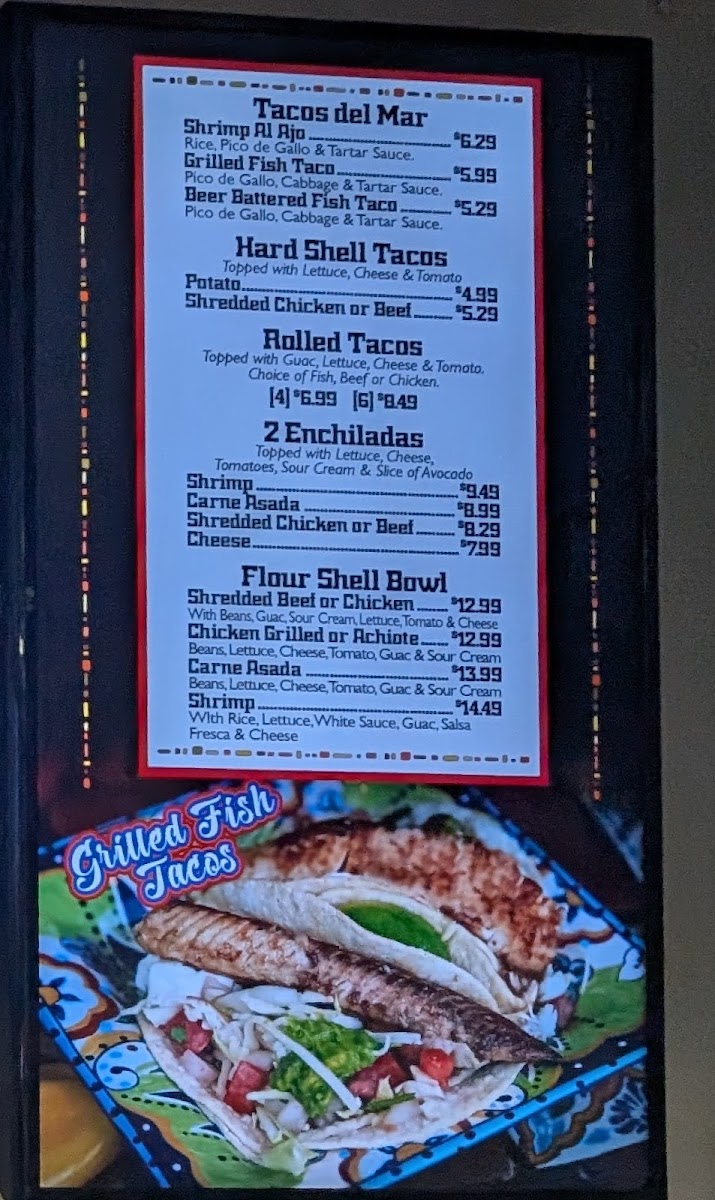 Tacos del Mar
Shrimp Al Ajo $6.29
Rice, Pico de Gallo & Tartar Sauce.
Grilled Fish Taco $5.99
Pico de Gallo, Cabbage & Tartar Sauce.
Beer Battered Fish Taco $5.29
Pico de Gallo, Cabbage & Tartar Sauce.
Hard Shell Tacos
Topped with Lettuce, Cheese & Tomato
Potato $4.99
Shredded Chicken or Beef $5.29
Rolled Tacos
Topped with Guac, Lettuce, Cheese & Tomato.
Choice of Fish, Beef or Chicken.
[4] $6.99 [6] $8.49
2 Enchiladas
Topped with Lettuce, Cheese,
Tomatoes, Sour Cream & Slice of Avocado
Shrimp $9.49
Carne Asada $8.99
Shredded Chicken or Beef $8.29
Cheese $7.99
Flour Shell Bowl
Shredded Beef or Chicken $12.99
With Beans, Guac, Sour Cream, Lettuce, Tomato & Cheese
Chicken Grilled or Achiote $12.99
Beans, Lettuce, Cheese, Tomato, Guac & Sour Cream
Carne Asada $13.99
Beans, Lettuce, Cheese, Tomato, Guac & Sour Cream
Shrimp $14.49
WIth Rice, Lettuce, White Sauce, Guac, Salsa
Fresca & Cheese
Grilled Fish
Tacos